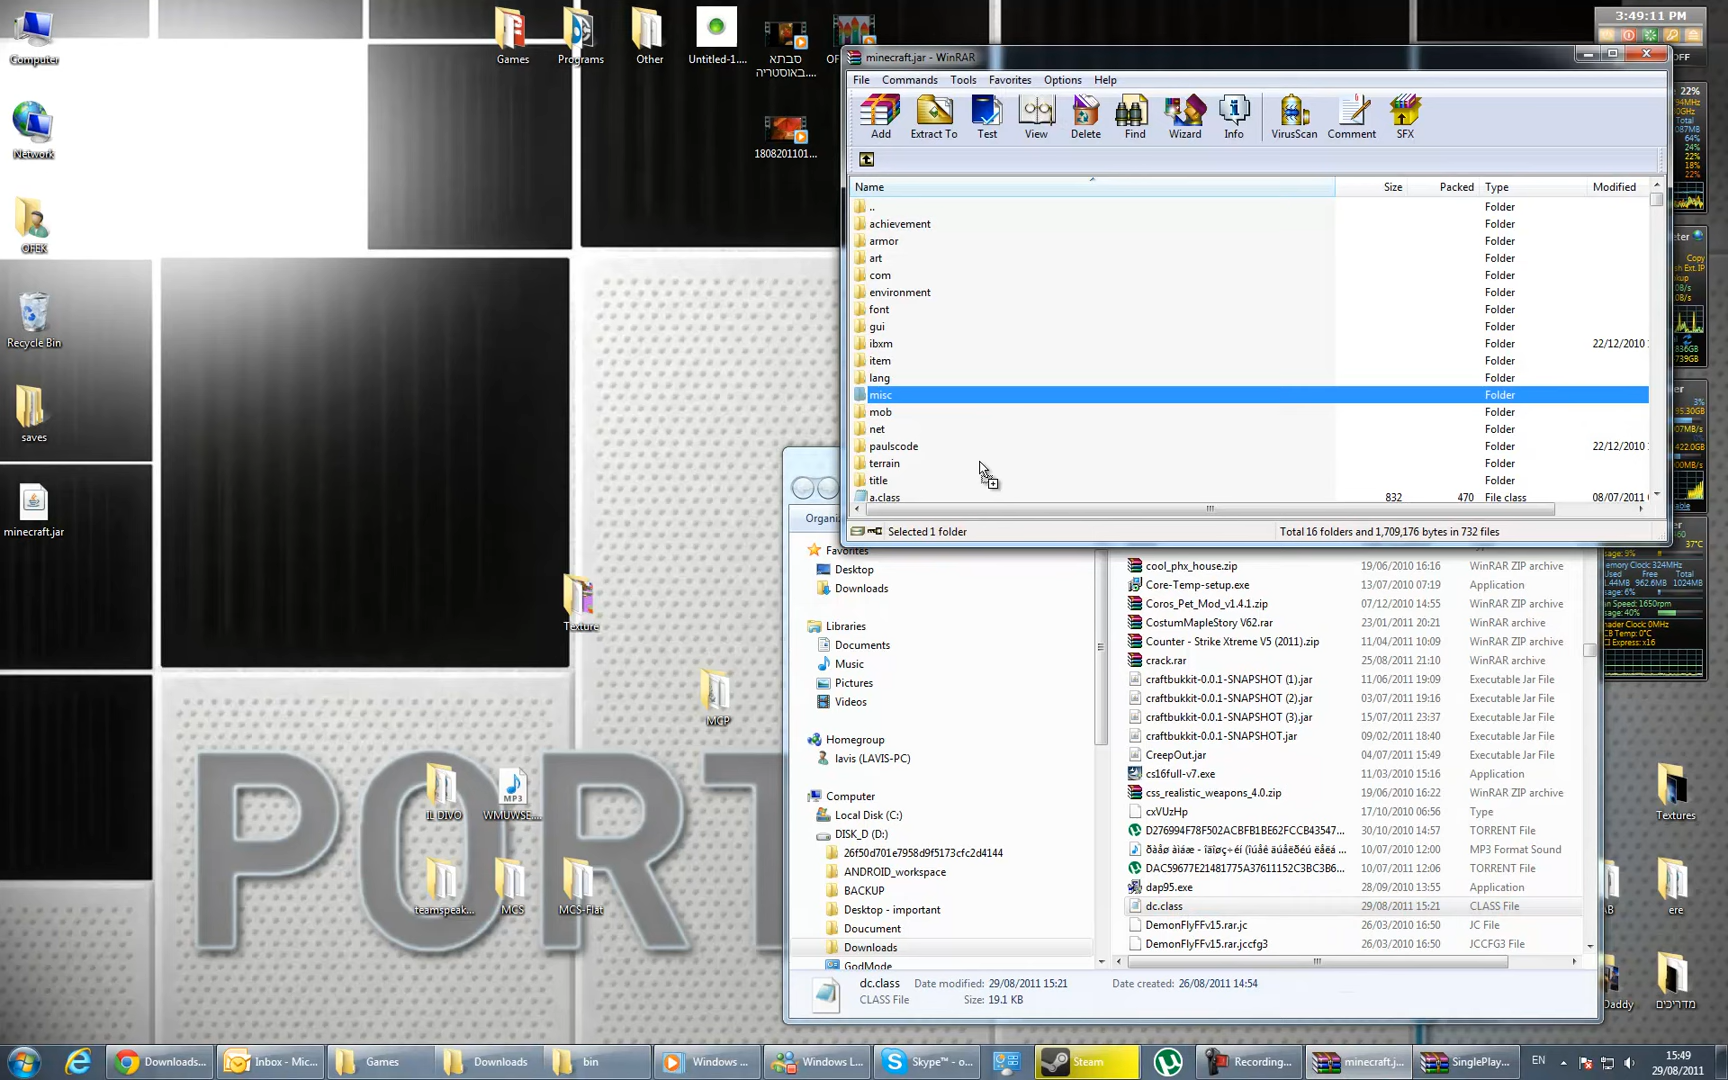 Computer
Network
OFEK
Recycle Bin
saves
minecraft.jar
Games
Programs
Other
Untitled-1....
סבתא
באוסטריה....
1808201101...
Texture
MCP
IL DIVO
WMUWSE....
MP3
teamspeak...
MCS
MCS-Flat
PORT
Textures
ere
Daddy
מדריכים
3:49:11 PM
OFF
minecraft.jar - WinRAR
File Commands Tools Favorites Options Help
Add Extract To Test View Delete Find Wizard Info VirusScan Comment SFX
Name Size Packed Type Modified
.. Folder
achievement Folder
armor Folder
art Folder
com Folder
environment Folder
font Folder
gui Folder
ibxm Folder 22/12/2010
item Folder
lang Folder
misc Folder
mob Folder
net Folder
paulscode Folder 22/12/2010
terrain Folder
title Folder
a.class 832 470 File class 08/07/2011
Selected 1 folder Total 16 folders and 1,709,176 bytes in 732 files
Organi
Favorites
Desktop
Downloads
Libraries
Documents
Music
Pictures
Videos
Homegroup
lavis (LAVIS-PC)
Computer
Local Disk (C:)
DISK_D (D:)
26f50d701e7958d9f5173cfc2d4144
ANDROID_workspace
BACKUP
Desktop - important
Doucument
Downloads
GodMode
cool_phx_house.zip 19/06/2010 16:16 WinRAR ZIP archive
Core-Temp-setup.exe 13/07/2010 07:19 Application
Coros_Pet_Mod_v1.4.1.zip 07/12/2010 14:55 WinRAR ZIP archive
CostumMapleStory V62.rar 23/01/2011 20:21 WinRAR archive
Counter - Strike Xtreme V5 (2011).zip 11/04/2011 10:09 WinRAR ZIP archive
crack.rar 25/08/2011 21:10 WinRAR archive
craftbukkit-0.0.1-SNAPSHOT (1).jar 11/06/2011 19:09 Executable Jar File
craftbukkit-0.0.1-SNAPSHOT (2).jar 03/07/2011 19:16 Executable Jar File
craftbukkit-0.0.1-SNAPSHOT (3).jar 15/07/2011 23:37 Executable Jar File
craftbukkit-0.0.1-SNAPSHOT.jar 09/02/2011 18:40 Executable Jar File
CreepOut.jar 04/07/2011 15:49 Executable Jar File
cs16full-v7.exe 11/03/2010 15:16 Application
css_realistic_weapons_4.0.zip 19/06/2010 16:22 WinRAR ZIP archive
cxVUzHp 17/10/2010 06:56 Type
D276994F78F502ACBFB1BE62FCCB43547... 30/10/2010 14:57 TORRENT File
10/07/2010 12:00 MP3 Format Sound
DAC59677E21481775A37611152C3BC3B6... 10/07/2011 12:06 TORRENT File
dap95.exe 28/09/2010 13:55 Application
dc.class 29/08/2011 15:21 CLASS File
DemonFlyFFv15.rar.jc 26/03/2010 16:50 JC File
DemonFlyFFv15.rar.jccfg3 26/03/2010 16:50 JCCFG3 File
dc.class Date modified: 29/08/2011 15:21 Date created: 26/08/2011 14:54
CLASS File Size: 19.1 KB
Downloads... Inbox - Mic... Games Downloads bin Windows ... Windows L... Skype™ - o... Steam Recording... minecraft.j... SinglePlay... EN 15:49
29/08/2011